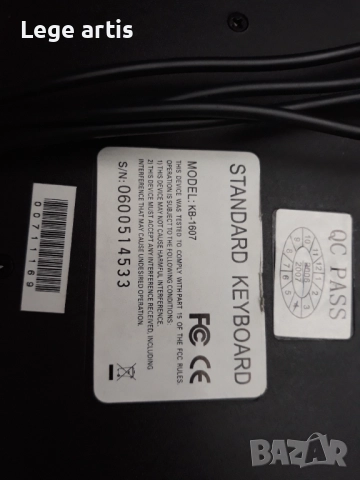 Lege artis
STANDARD KEYBOARD
FC CE
MODEL: KB-1607
THIS DEVICE WAS TESTED TO COMPLY WITH PART 15 OF THE FCC RULES:
OPERATION IS SUBJECT TO THE FOLLOWING CONDITIONS:
1) THIS DEVICE MAY NOT CAUSE HARMFUL INTERFERENCE.
2) THIS DEVICE MUST ACCEPT ANY INTERFERENCE RECEIVED, INCLUDING
INTERFERENCE THAT MAY CAUSE UNDESIRED OPERATION.
S/N: 0600514533
00711169
QC PASS
BAZAR